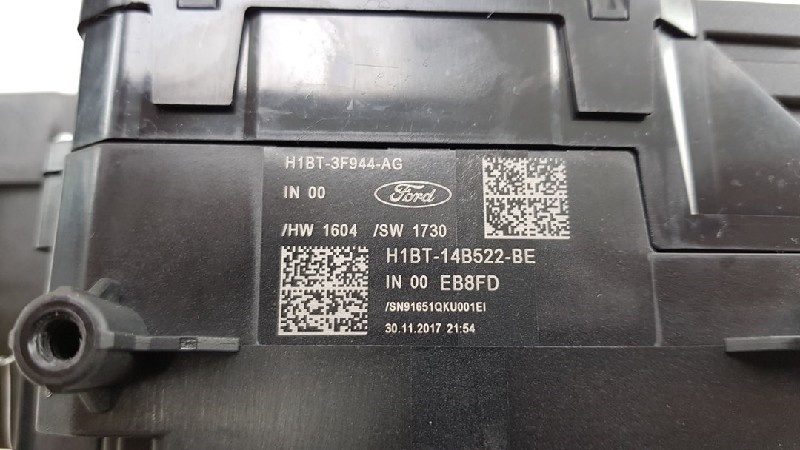 H1BT-3F944-AG
IN 00 Ford
/HW 1604 /SW 1730
H1BT-14B522-BE
IN 00 EB8FD
/SN91651QKU001EI
30.11.2017 21:54